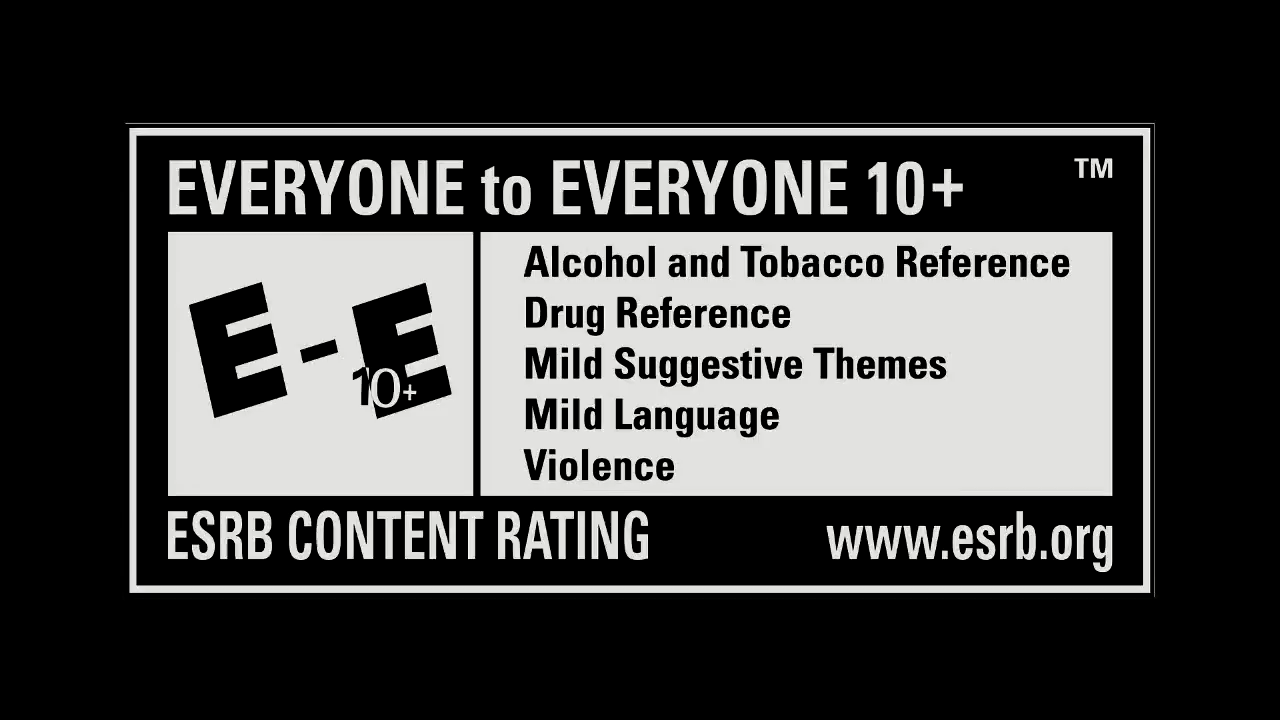 EVERYONE to EVERYONE 10+ ™
E-E
10+
Alcohol and Tobacco Reference
Drug Reference
Mild Suggestive Themes
Mild Language
Violence
ESRB CONTENT RATING
www.esrb.org